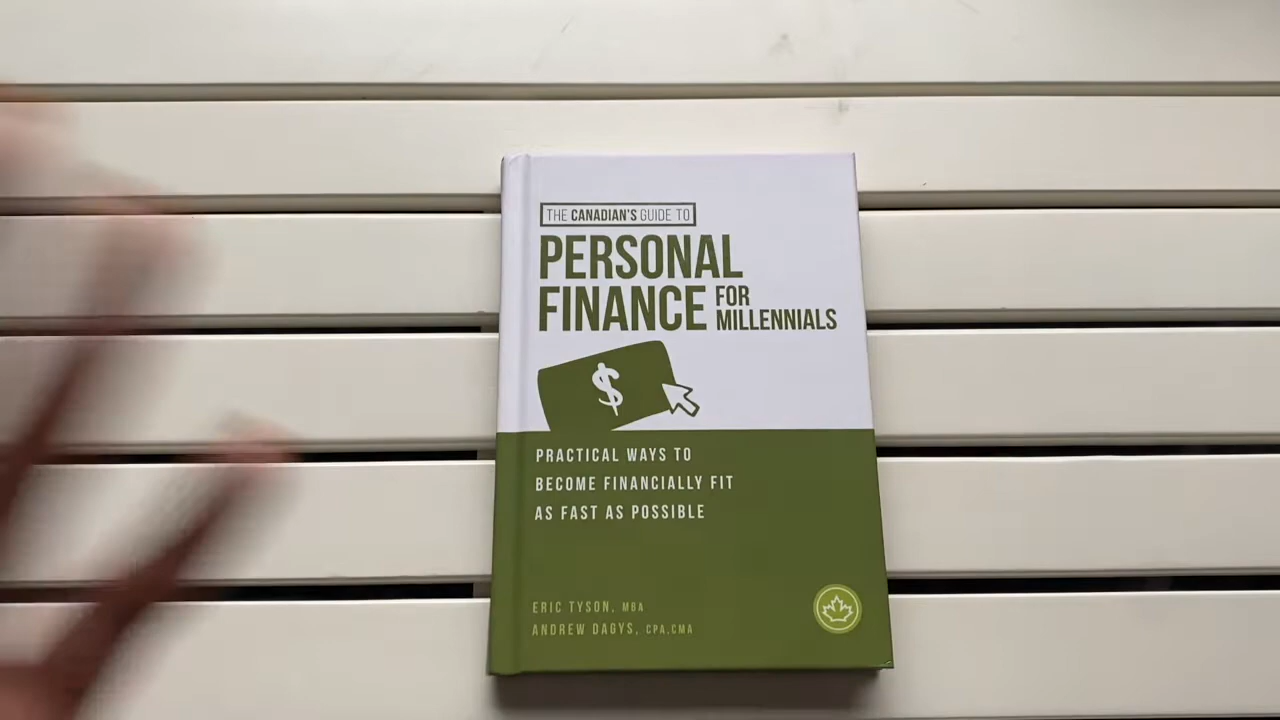 THE CANADIAN'S GUIDE TO
PERSONAL
FINANCE FOR MILLENNIALS
$
PRACTICAL WAYS TO
BECOME FINANCIALLY FIT
AS FAST AS POSSIBLE
ERIC TYSON, MBA
ANDREW DAGYS, CPA,CMA